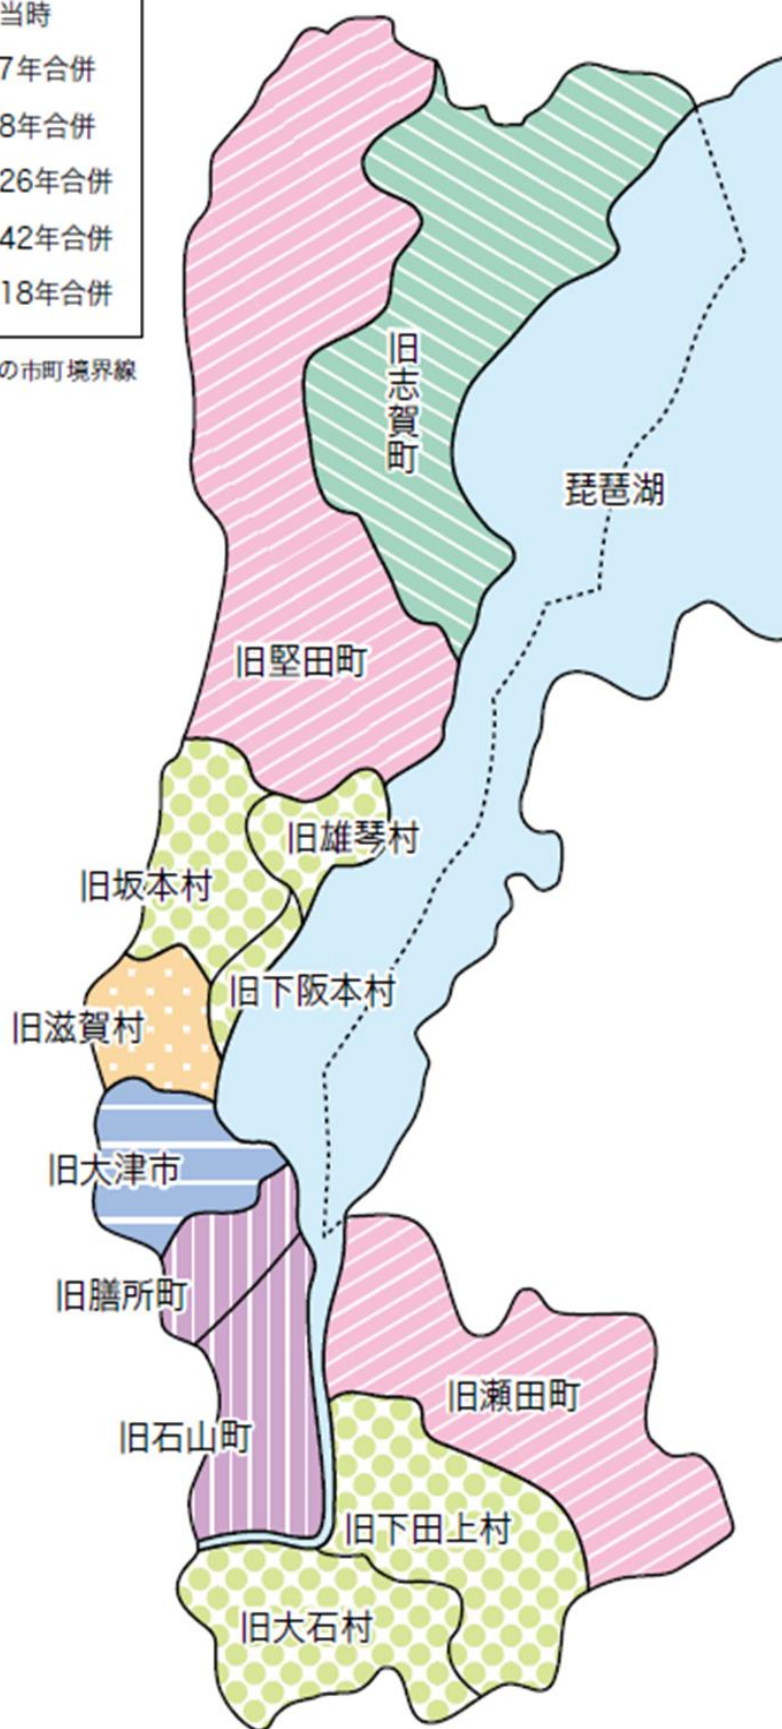 当時
7年合併
8年合併
26年合併
42年合併
18年合併
の市町境界線
旧志賀町
琵琶湖
旧堅田町
旧雄琴村
旧坂本村
旧下阪本村
旧滋賀村
旧大津市
旧膳所町
旧瀬田町
旧石山町
旧下田上村
旧大石村